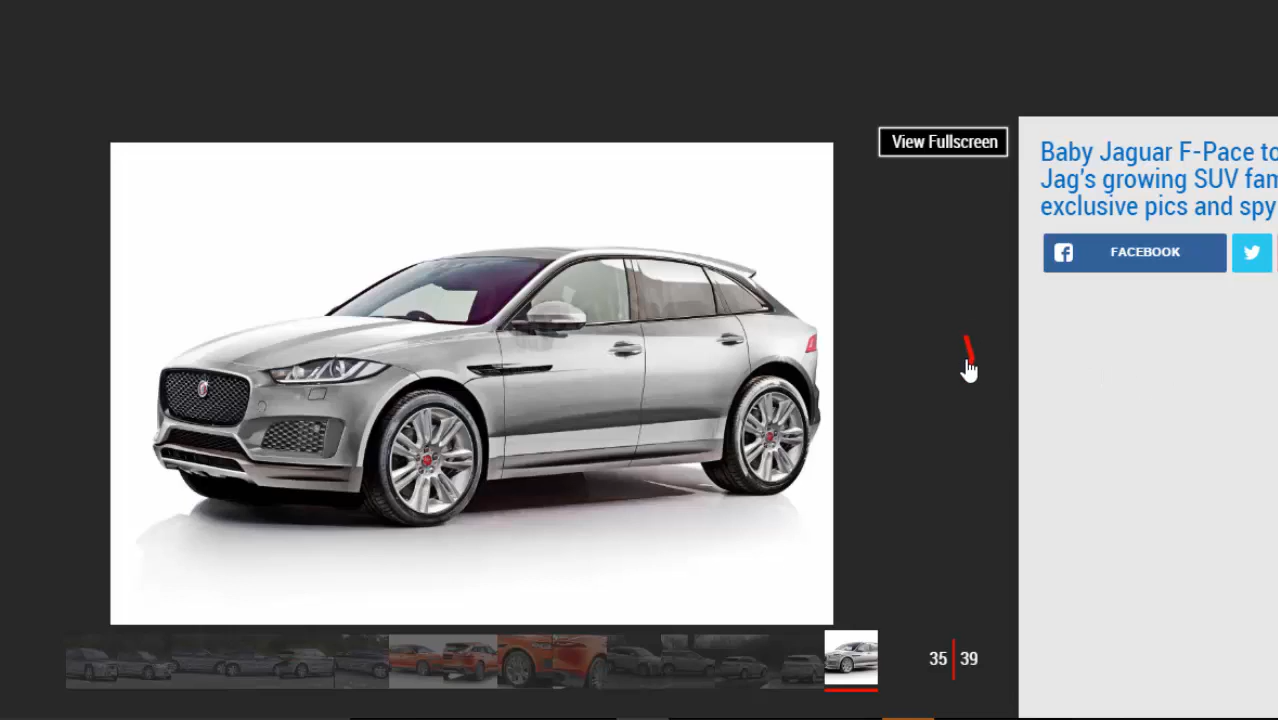 View Fullscreen
Baby Jaguar F-Pace to
Jag's growing SUV fam
exclusive pics and spy
FACEBOOK
35 39